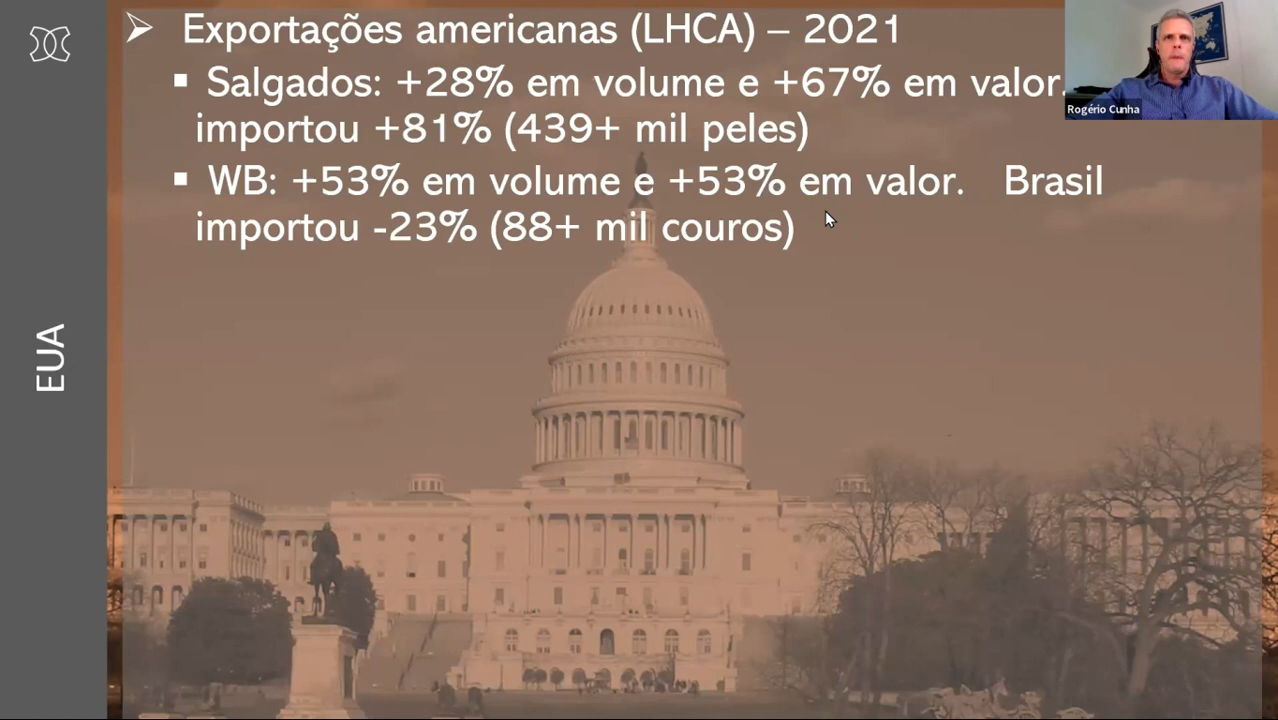 Exportações americanas (LHCA) – 2021
Salgados: +28% em volume e +67% em valor.
importou +81% (439+ mil peles)
WB: +53% em volume e +53% em valor. Brasil
importou -23% (88+ mil couros)
EUA
Rogério Cunha